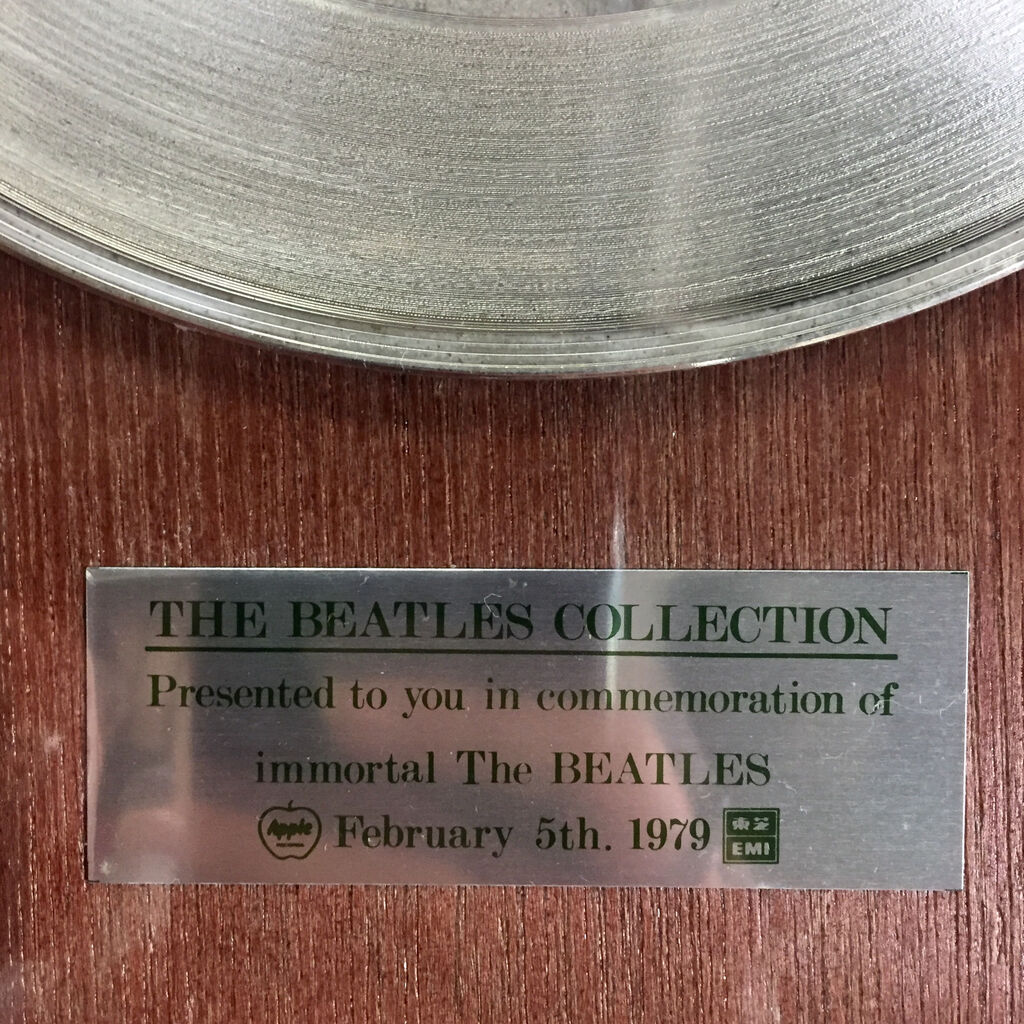 THE BEATLES COLLECTION
Presented to you in commemoration of
immortal The BEATLES
Apple February 5th. 1979 東芝
EMI